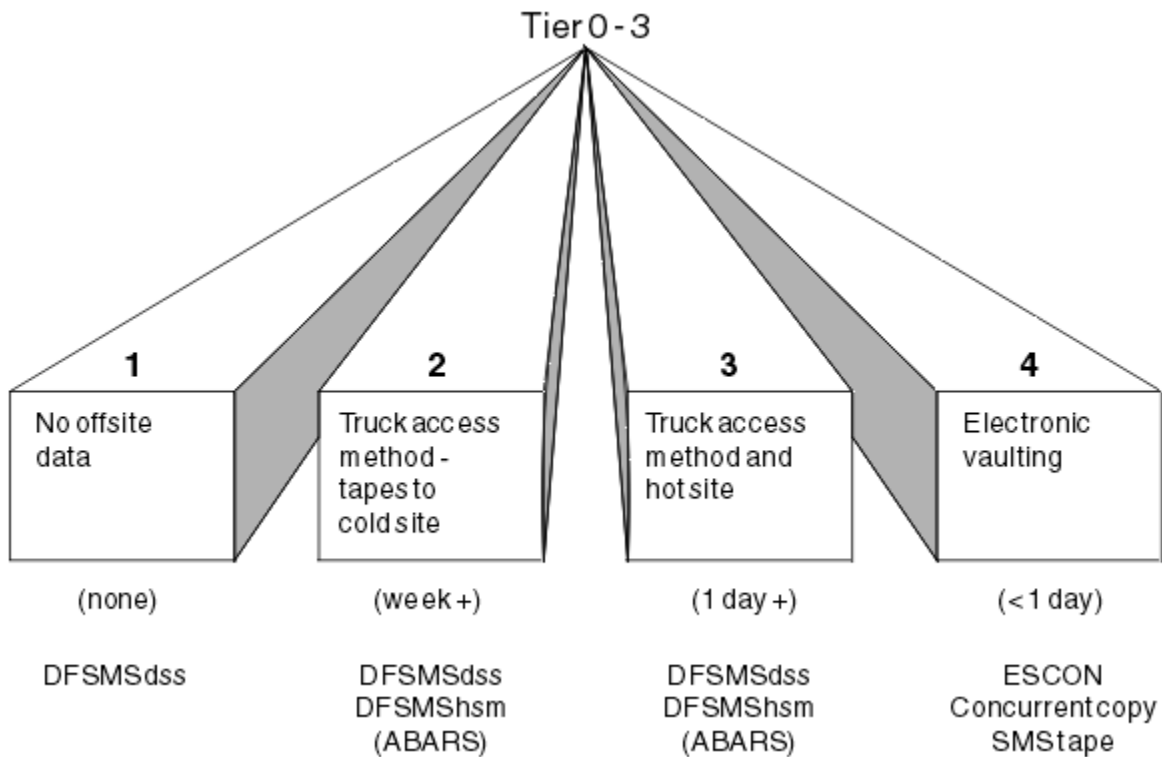 Tier 0 - 3
1
No offsite
data
(none)
DFSMSdss
2
Truck access
method -
tapes to
cold site
(week +)
DFSMSdss
DFSMShsm
(ABARS)
3
Truck access
method and
hot site
(1 day +)
DFSMSdss
DFSMShsm
(ABARS)
4
Electronic
vaulting
(< 1 day)
ESCON
Concurrent copy
SMS tape